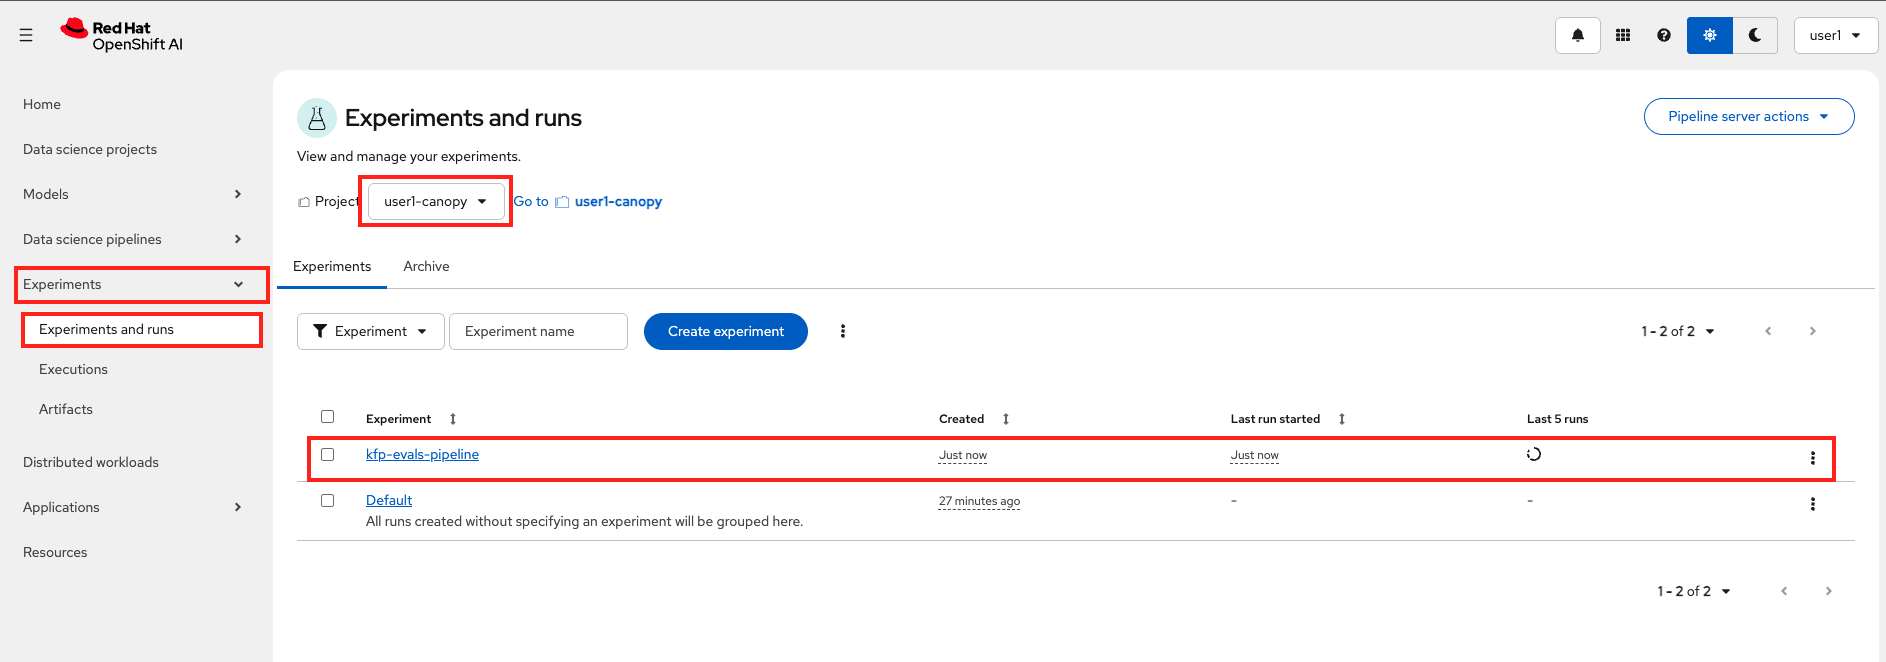 Red Hat
OpenShift AI
user1
Home
Data science projects
Models
Data science pipelines
Experiments
Experiments and runs
Executions
Artifacts
Distributed workloads
Applications
Resources
Experiments and runs
Pipeline server actions
View and manage your experiments.
Project user1-canopy Go to user1-canopy
Experiments Archive
Experiment Experiment name Create experiment 1 - 2 of 2
Experiment Created Last run started Last 5 runs
kfp-evals-pipeline Just now Just now
Default 27 minutes ago - -
All runs created without specifying an experiment will be grouped here.
1 - 2 of 2